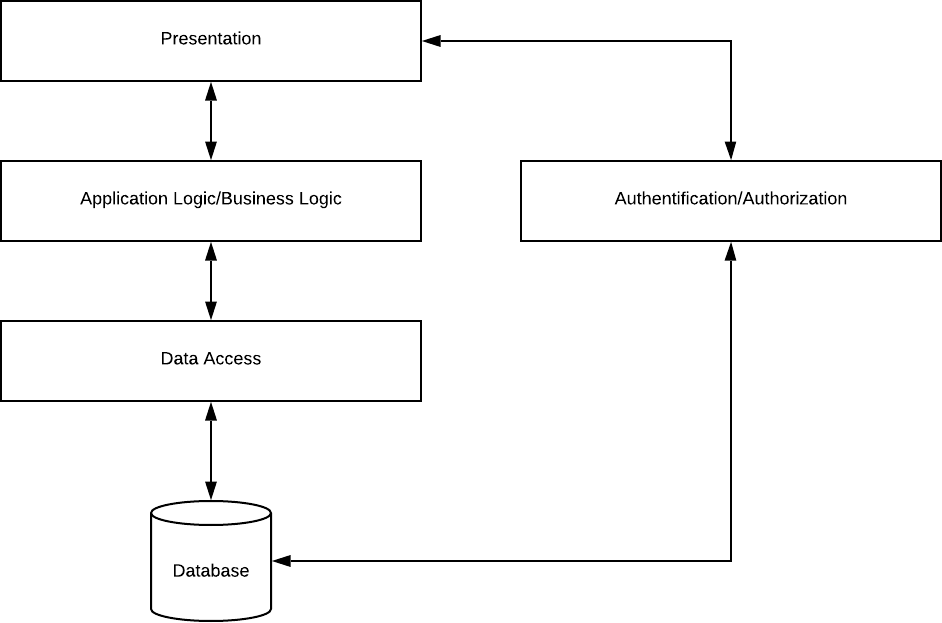 Presentation
Application Logic/Business Logic
Authentification/Authorization
Data Access
Database